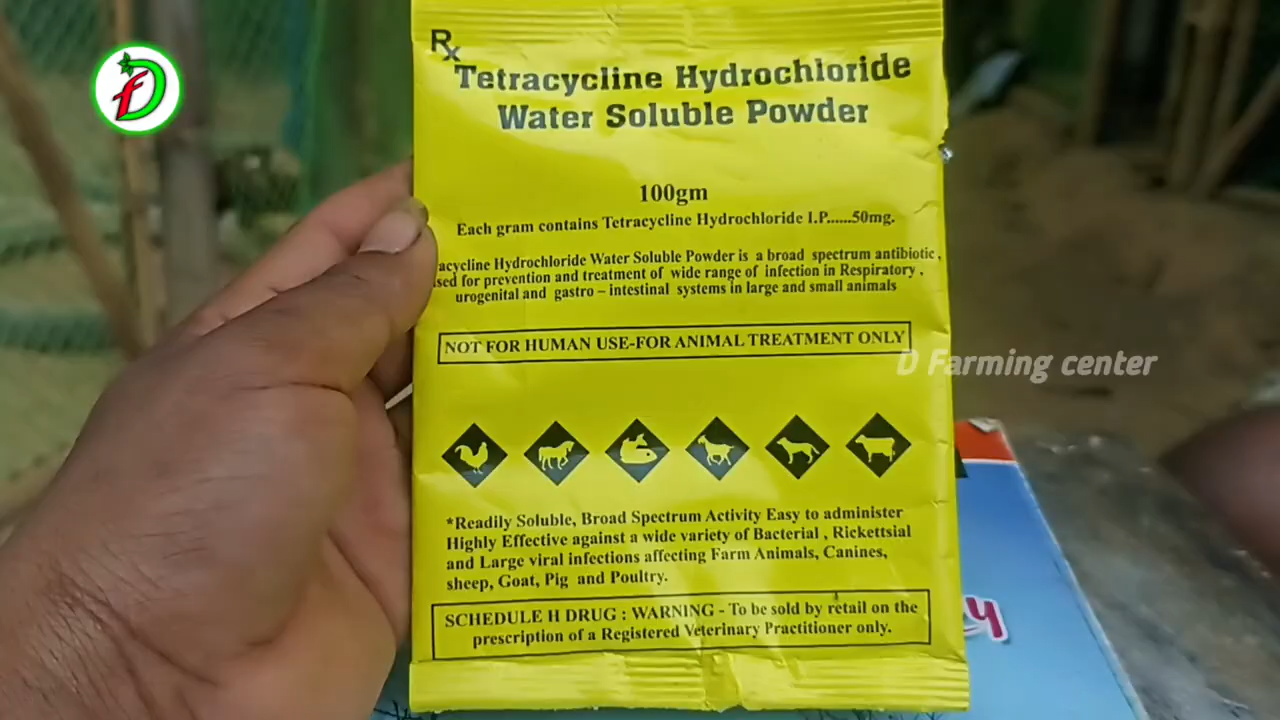 Rx
Tetracycline Hydrochloride
Water Soluble Powder
100gm
Each gram contains Tetracycline Hydrochloride I.P......50mg.
acycline Hydrochloride Water Soluble Powder is a broad spectrum antibiotic,
sed for prevention and treatment of wide range of infection in Respiratory,
urogenital and gastro – intestinal systems in large and small animals
NOT FOR HUMAN USE-FOR ANIMAL TREATMENT ONLY
D Farming center
*Readily Soluble, Broad Spectrum Activity Easy to administer
Highly Effective against a wide variety of Bacterial , Rickettsial
and Large viral infections affecting Farm Animals, Canines,
sheep, Goat, Pig and Poultry.
SCHEDULE H DRUG : WARNING - To be sold by retail on the
prescription of a Registered Veterinary Practitioner only.